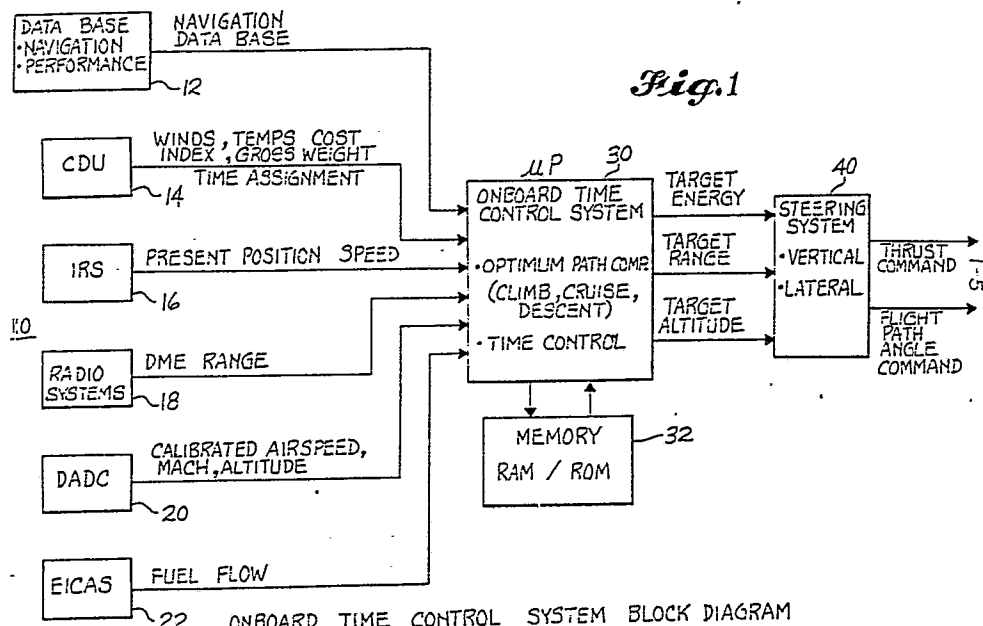 DATA BASE
•NAVIGATION
•PERFORMANCE
12
NAVIGATION
DATA BASE
Fig.1
CDU
14
WINDS, TEMPS COST
INDEX, GROSS WEIGHT
TIME ASSIGNMENT
IRS
16
PRESENT POSITION SPEED
10
RADIO
SYSTEMS
18
DME RANGE
DADC
20
CALIBRATED AIRSPEED,
MACH, ALTITUDE
EICAS
22
FUEL FLOW
μP
30
ONBOARD TIME
CONTROL SYSTEM
•OPTIMUM PATH COMP.
(CLIMB, CRUISE,
DESCENT)
•TIME CONTROL
MEMORY
RAM / ROM
32
TARGET
ENERGY
TARGET
RANGE
TARGET
ALTITUDE
40
STEERING
SYSTEM
•VERTICAL
•LATERAL
THRUST
COMMAND
FLIGHT
PATH
ANGLE
COMMAND
1-5
ONBOARD TIME CONTROL SYSTEM BLOCK DIAGRAM